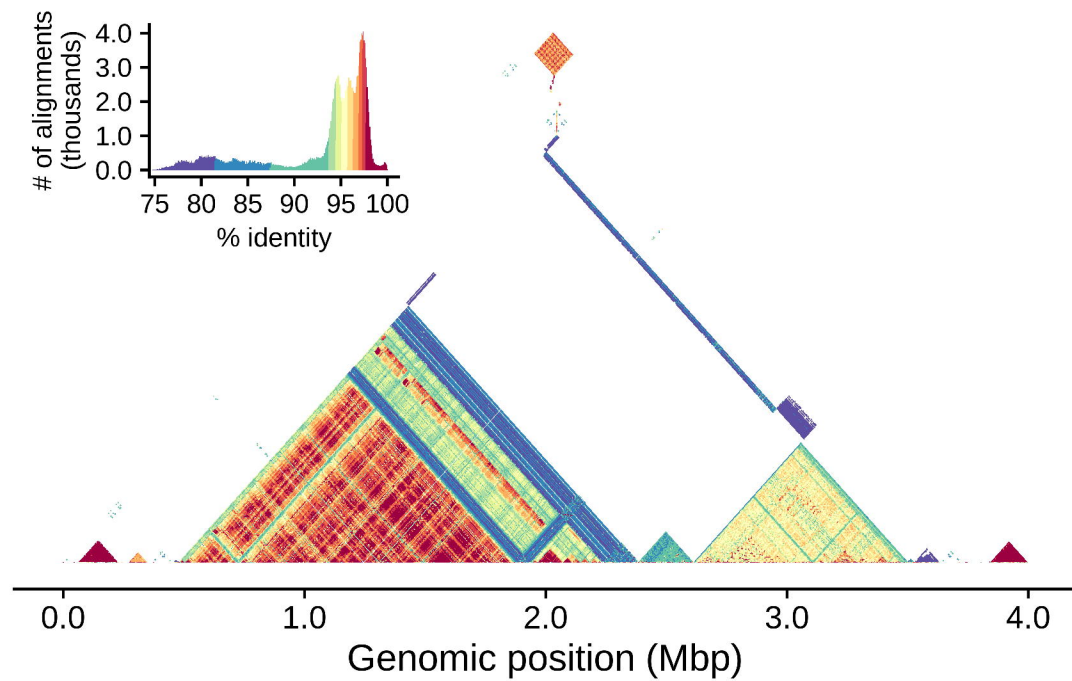 # of alignments
(thousands)
4.0
3.0
2.0
1.0
0.0
75 80 85 90 95 100
% identity
0.0 1.0 2.0 3.0 4.0
Genomic position (Mbp)